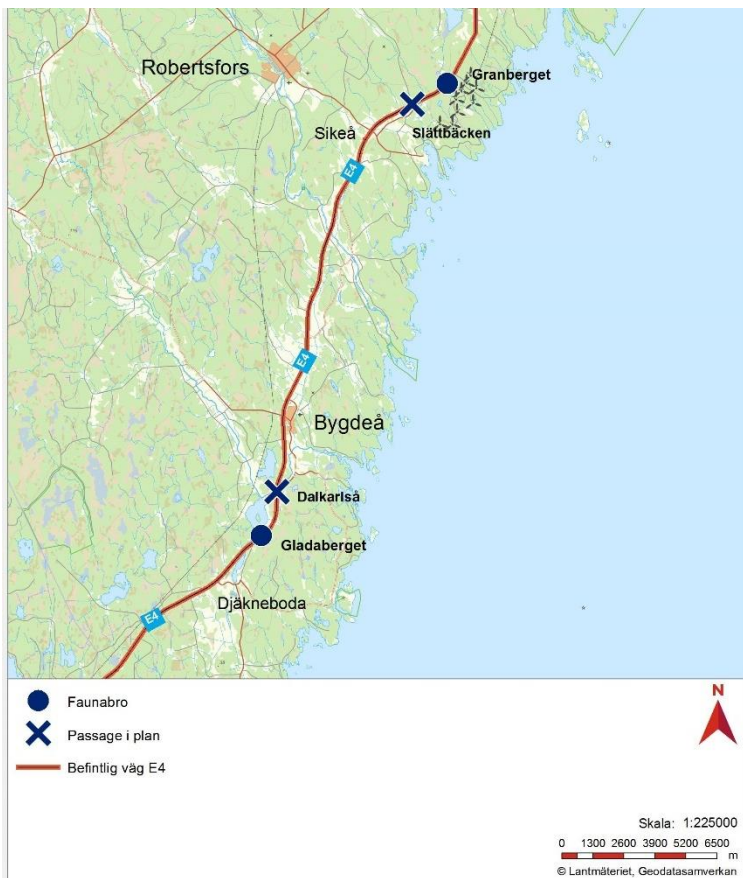 Robertsfors
Granberget
Slättbäcken
Sikeå
E4
E4
Bygdeå
Dalkarlså
Gladaberget
Djäkneboda
E4
Faunabro
Passage i plan
Befintlig väg E4
N
Skala: 1:225000
0 1300 2600 3900 5200 6500
m
© Lantmäteriet, Geodatasamverkan